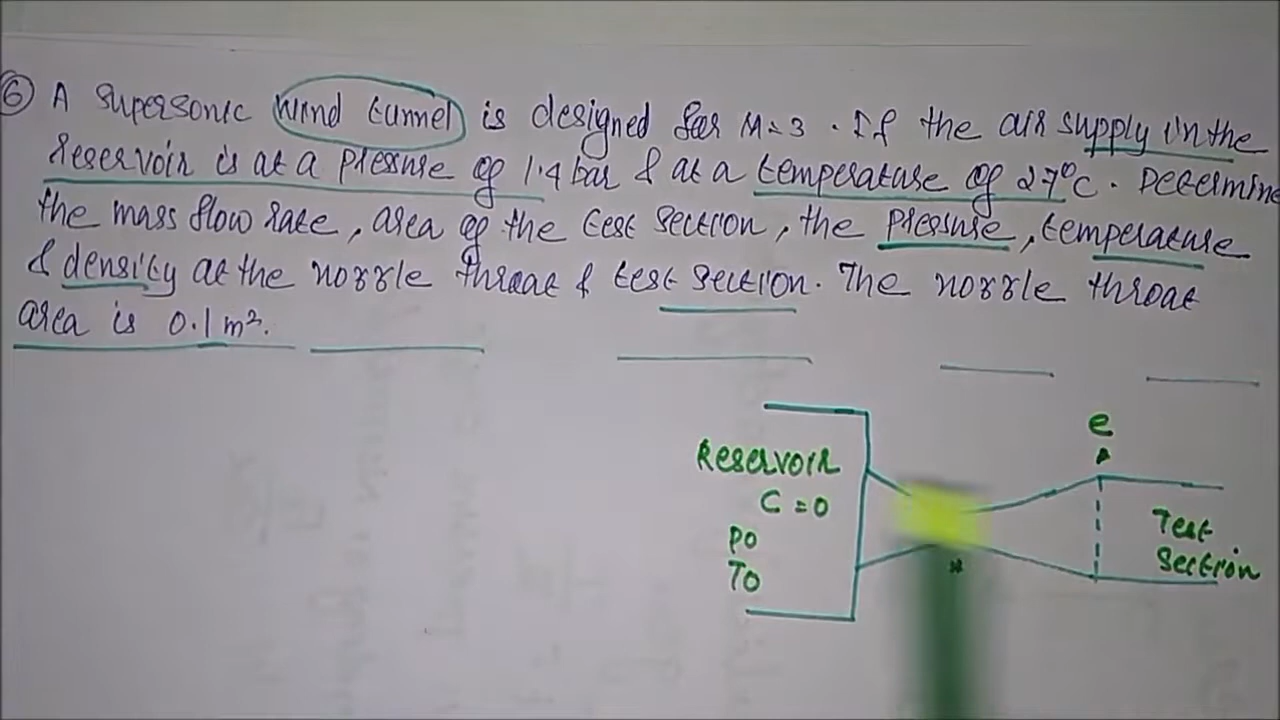 6 A supersonic wind tunnel is designed for M = 3 . If the air supply in the
reservoir is at a pressure of 1.4 bar & at a temperature of 27°C. Determine
the mass flow rate, area of the test section, the pressure, temperature
& density at the nozzle throat & test section. The nozzle throat
area is 0.1 m².
e
Reservoir
C = 0
Po
To
*
Test
Section